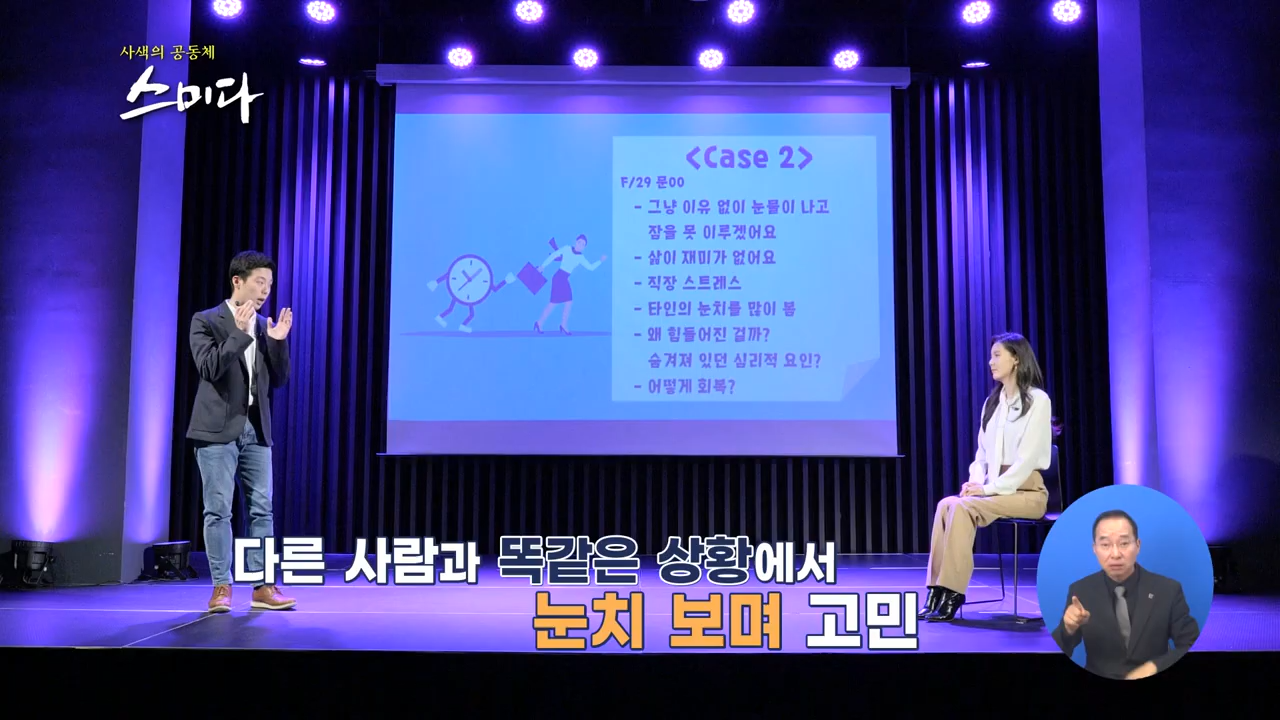 사색의 공동체
스미다
<Case 2>
F/29 문00
- 그냥 이유 없이 눈물이 나고
잠을 못 이루겠어요
- 삶이 재미가 없어요
- 직장 스트레스
- 타인의 눈치를 많이 봄
- 왜 힘들어진 걸까?
숨겨져 있던 심리적 요인?
- 어떻게 회복?
다른 사람과 똑같은 상황에서
눈치 보며 고민